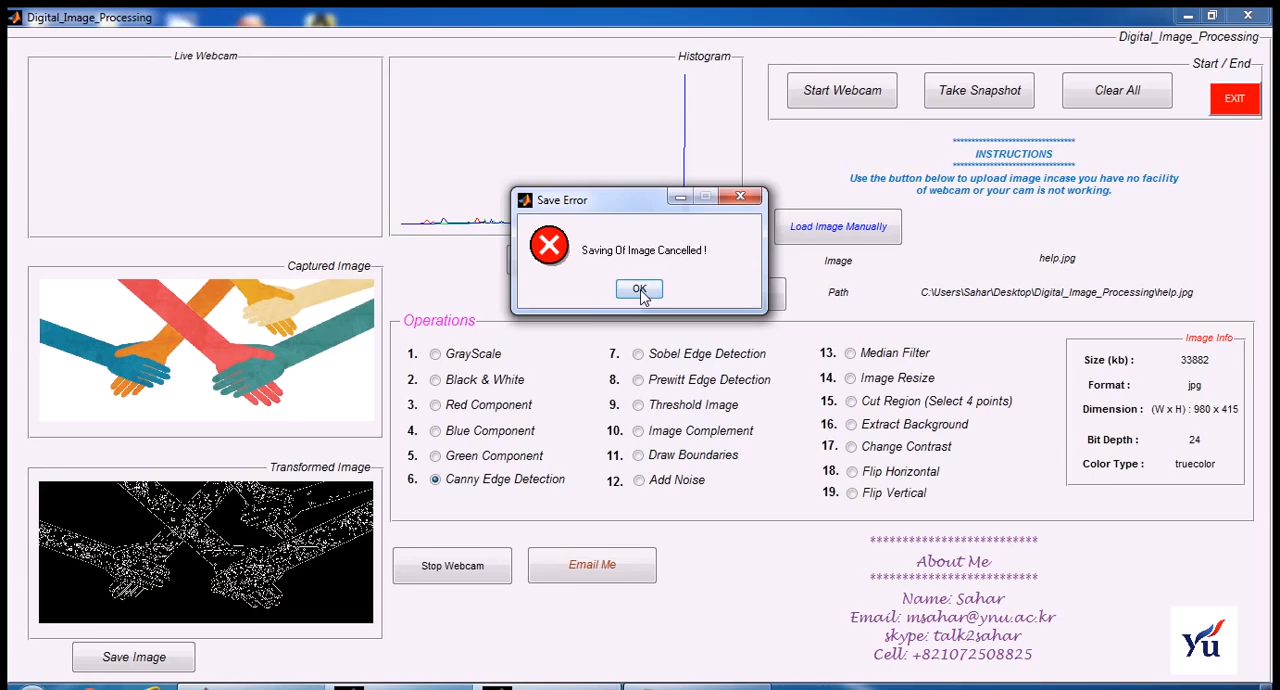 Digital_Image_Processing
Digital_Image_Processing
Live Webcam
Histogram
Start / End
Start Webcam
Take Snapshot
Clear All
EXIT
********************************
INSTRUCTIONS
********************************
Use the button below to upload image incase you have no facility
of webcam or your cam is not working.
Save Error
Saving Of Image Cancelled !
OK
Load Image Manually
Image
help.jpg
Path
C:\Users\Sahar\Desktop\Digital_Image_Processing\help.jpg
Captured Image
Operations
1. GrayScale
2. Black & White
3. Red Component
4. Blue Component
5. Green Component
6. Canny Edge Detection
7. Sobel Edge Detection
8. Prewitt Edge Detection
9. Threshold Image
10. Image Complement
11. Draw Boundaries
12. Add Noise
13. Median Filter
14. Image Resize
15. Cut Region (Select 4 points)
16. Extract Background
17. Change Contrast
18. Flip Horizontal
19. Flip Vertical
Image Info
Size (kb) : 33882
Format : jpg
Dimension : (W x H) : 980 x 415
Bit Depth : 24
Color Type : truecolor
Transformed Image
Save Image
Stop Webcam
Email Me
**************************
About Me
**************************
Name: Sahar
Email: msahar@ynu.ac.kr
skype: talk2sahar
Cell: +821072508825
yu